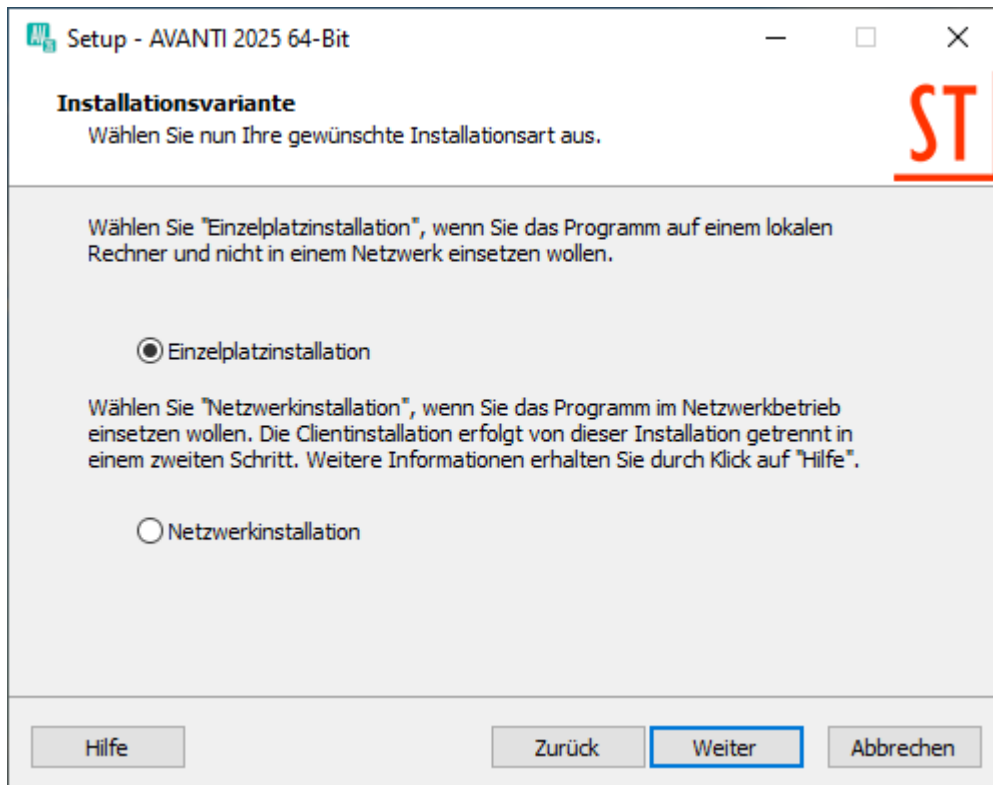 Setup - AVANTI 2025 64-Bit
Installationsvariante
Wählen Sie nun Ihre gewünschte Installationsart aus.
ST
Wählen Sie "Einzelplatzinstallation", wenn Sie das Programm auf einem lokalen
Rechner und nicht in einem Netzwerk einsetzen wollen.
Einzelplatzinstallation
Wählen Sie "Netzwerkinstallation", wenn Sie das Programm im Netzwerkbetrieb
einsetzen wollen. Die Clientinstallation erfolgt von dieser Installation getrennt in
einem zweiten Schritt. Weitere Informationen erhalten Sie durch Klick auf "Hilfe".
Netzwerkinstallation
Hilfe Zurück Weiter Abbrechen